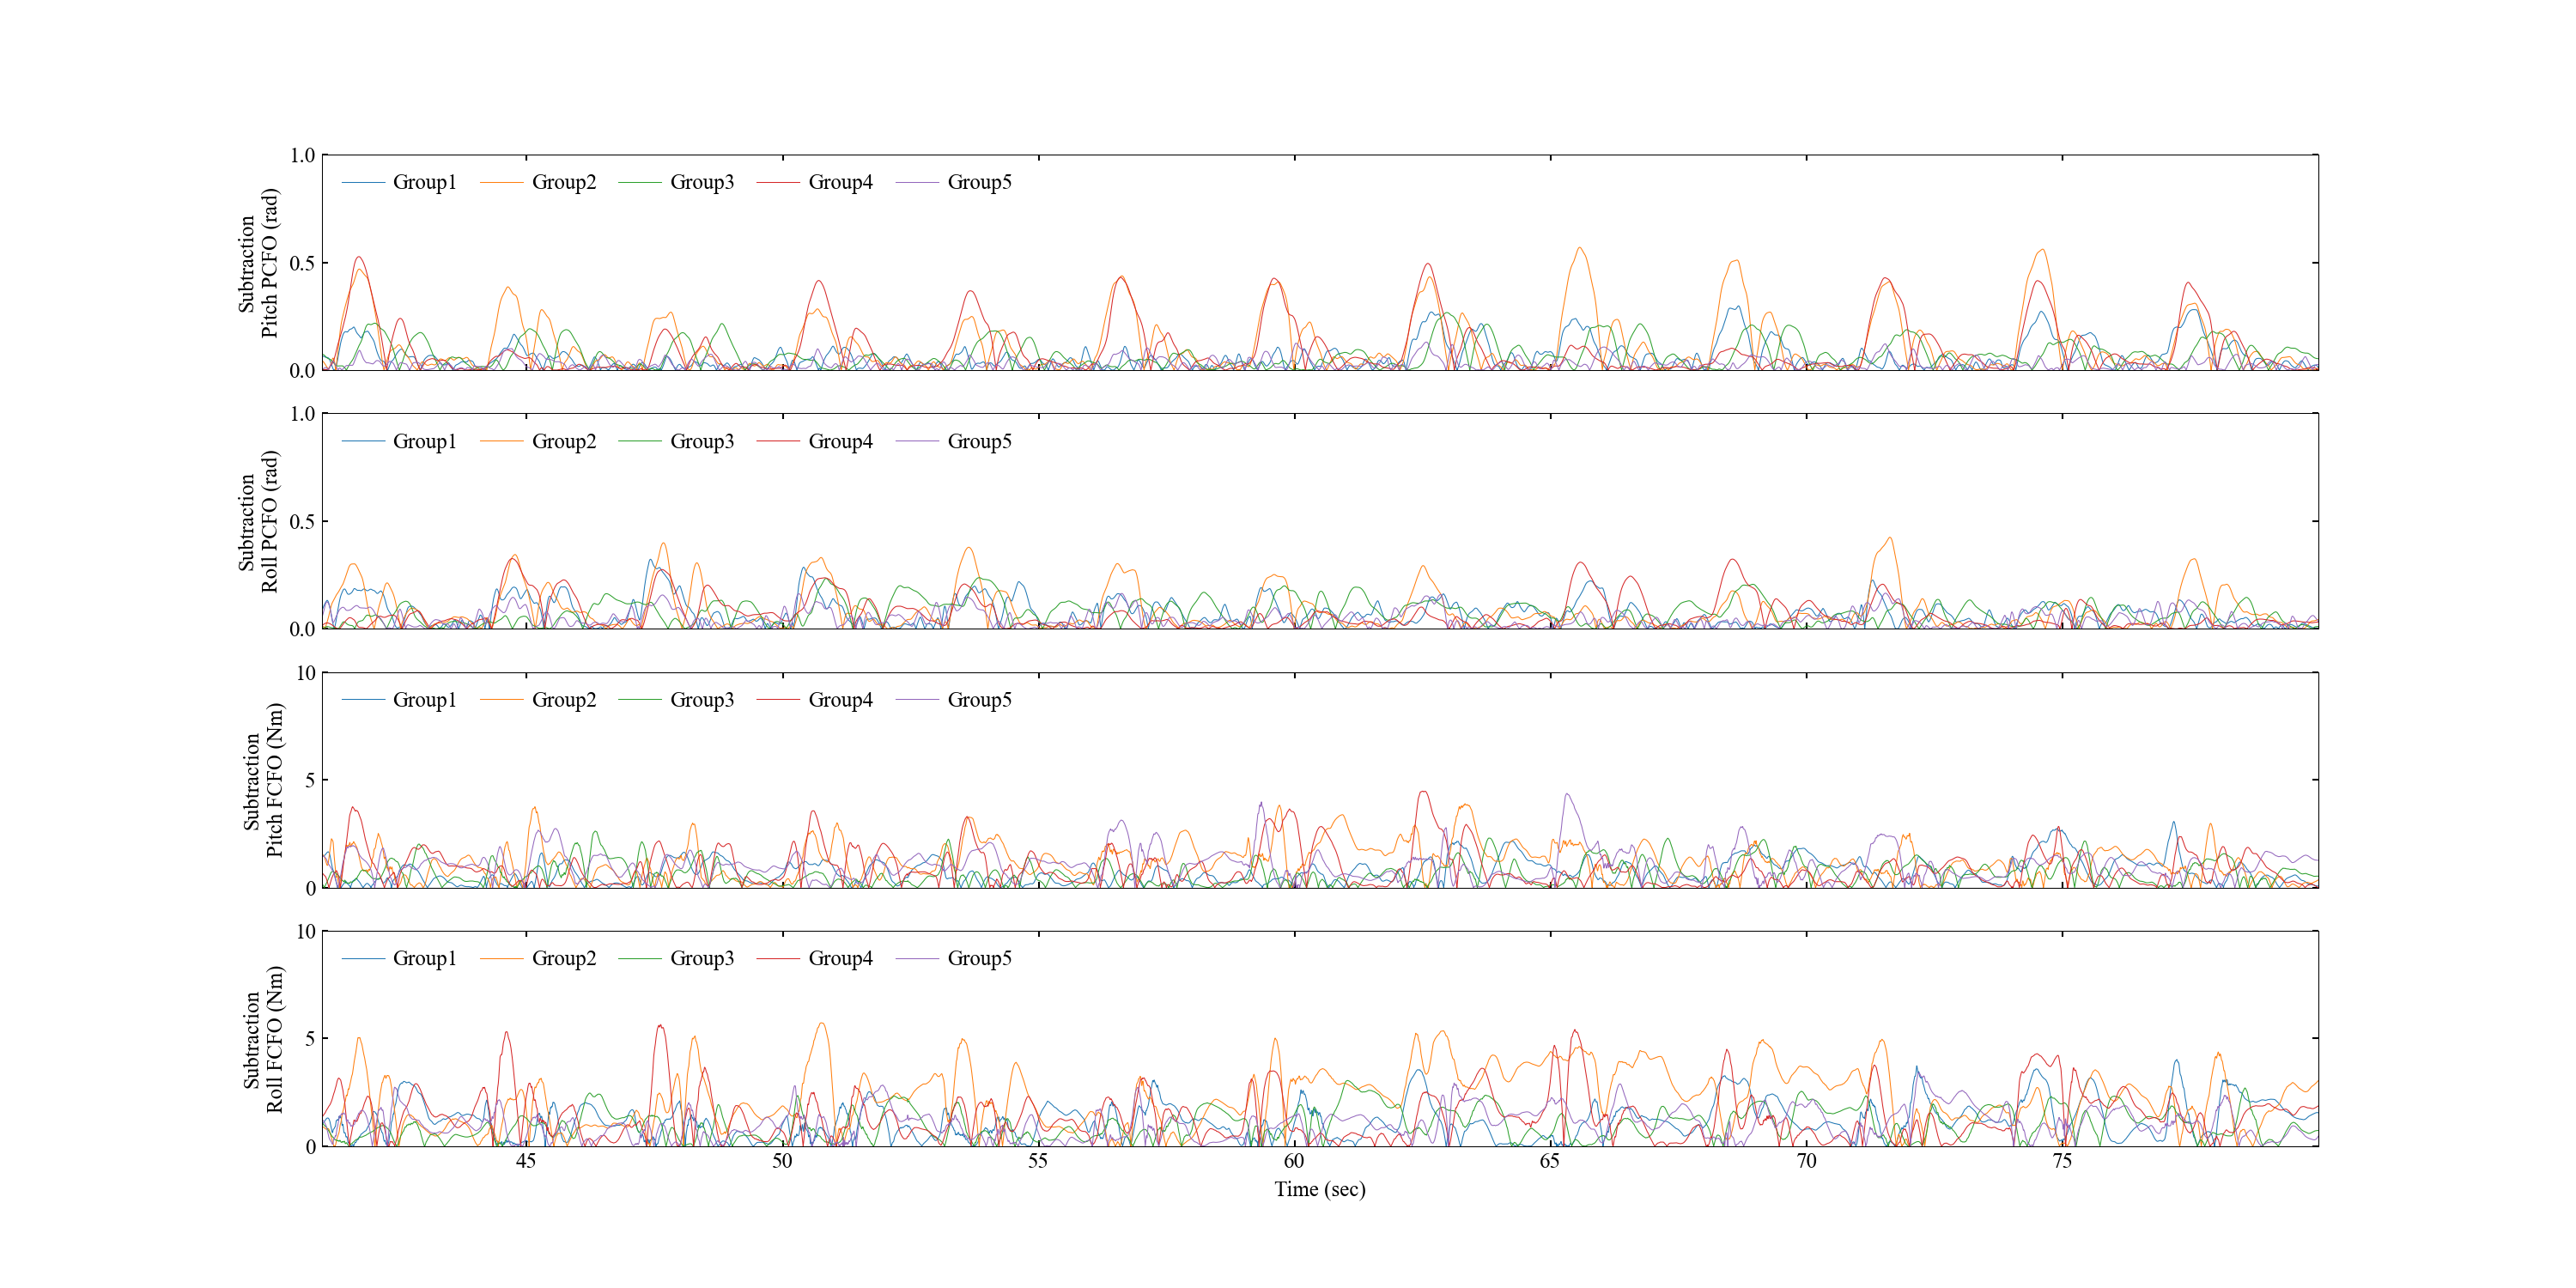 1.0
Group1 Group2 Group3 Group4 Group5
Subtraction
Pitch PCFO (rad)
0.5
0.0
1.0
Group1 Group2 Group3 Group4 Group5
Subtraction
Roll PCFO (rad)
0.5
0.0
10
Group1 Group2 Group3 Group4 Group5
Subtraction
Pitch FCFO (Nm)
5
0
10
Group1 Group2 Group3 Group4 Group5
Subtraction
Roll FCFO (Nm)
5
0
45 50 55 60 65 70 75
Time (sec)